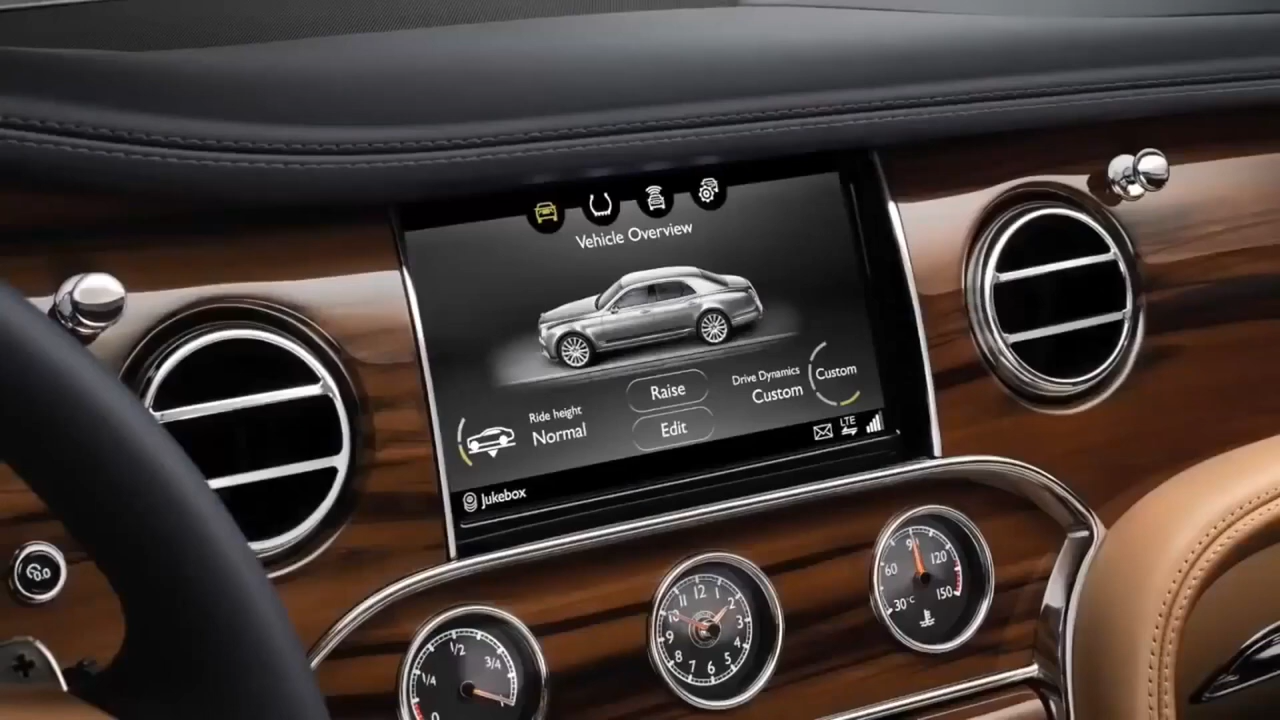 Vehicle Overview
Raise
Edit
Ride height
Normal
Drive Dynamics
Custom
Custom
LTE
Jukebox
0 1/4 1/2 3/4
12 1 2 3 4 5 6 7 8 9 10 11
30°C 60 90 120 150